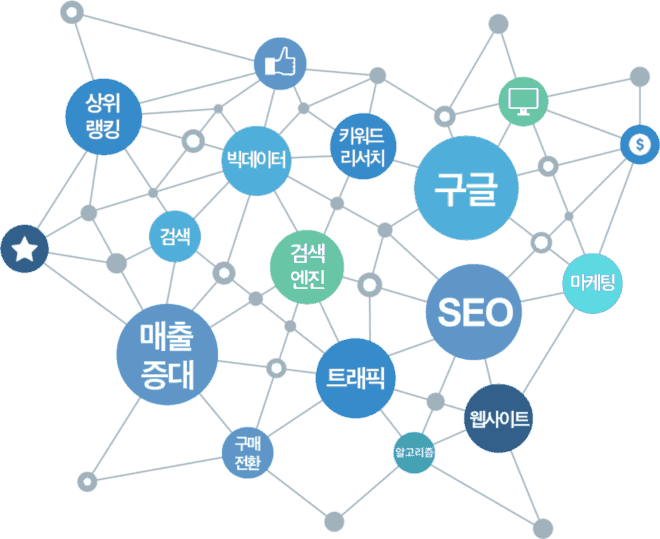 상위
랭킹
키워드
리서치
빅데이터
$
구글
검색
검색
엔진
마케팅
SEO
매출
증대
트래픽
웹사이트
구매
전환
알고리즘